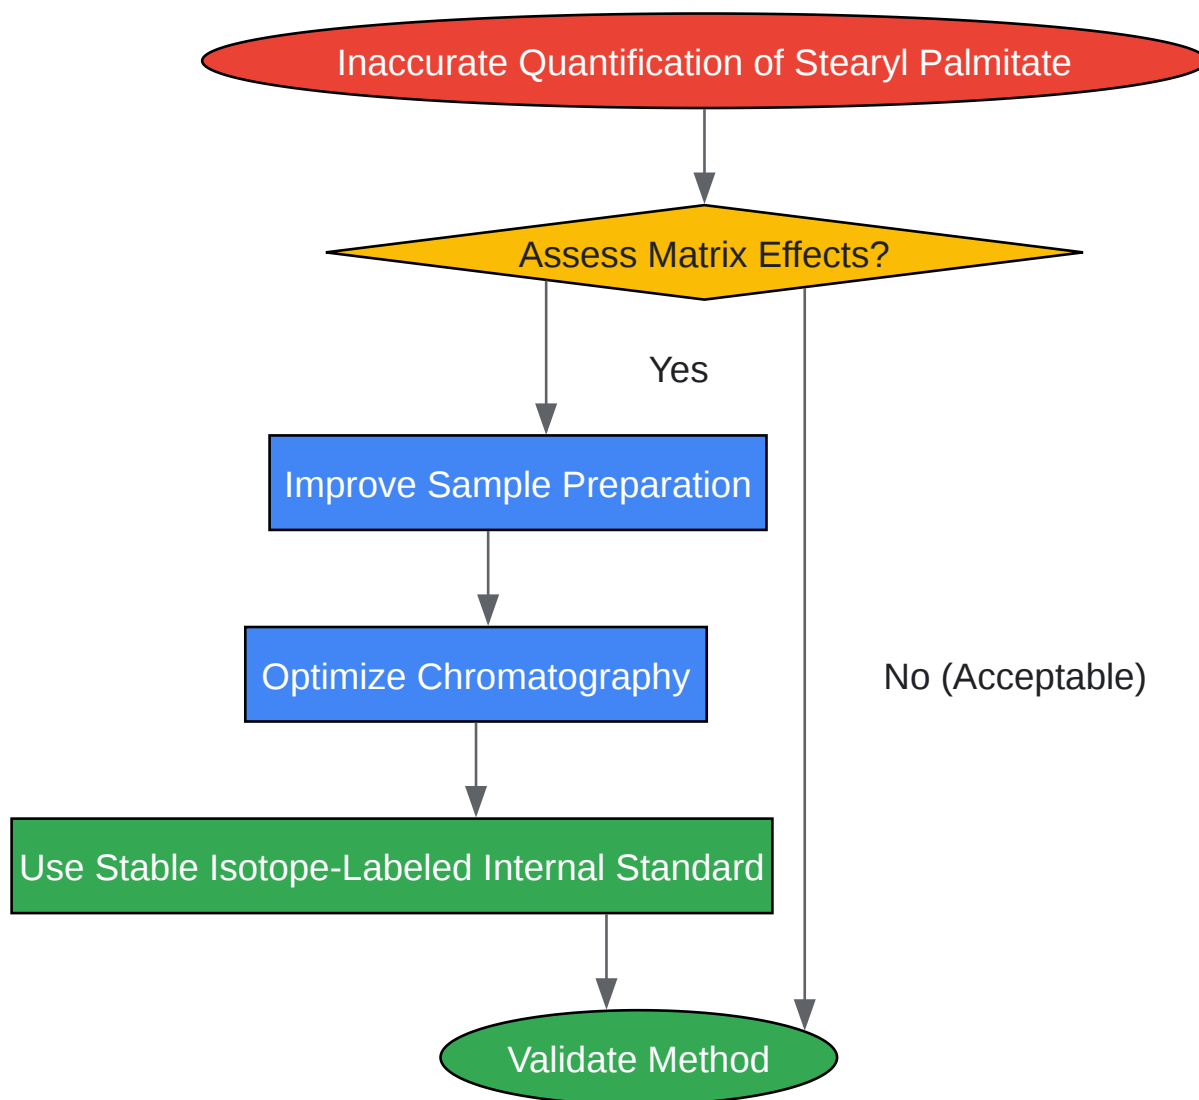 Inaccurate Quantification of Stearyl Palmitate
Assess Matrix Effects?
Yes
Improve Sample Preparation
Optimize Chromatography
No (Acceptable)
Use Stable Isotope-Labeled Internal Standard
Validate Method